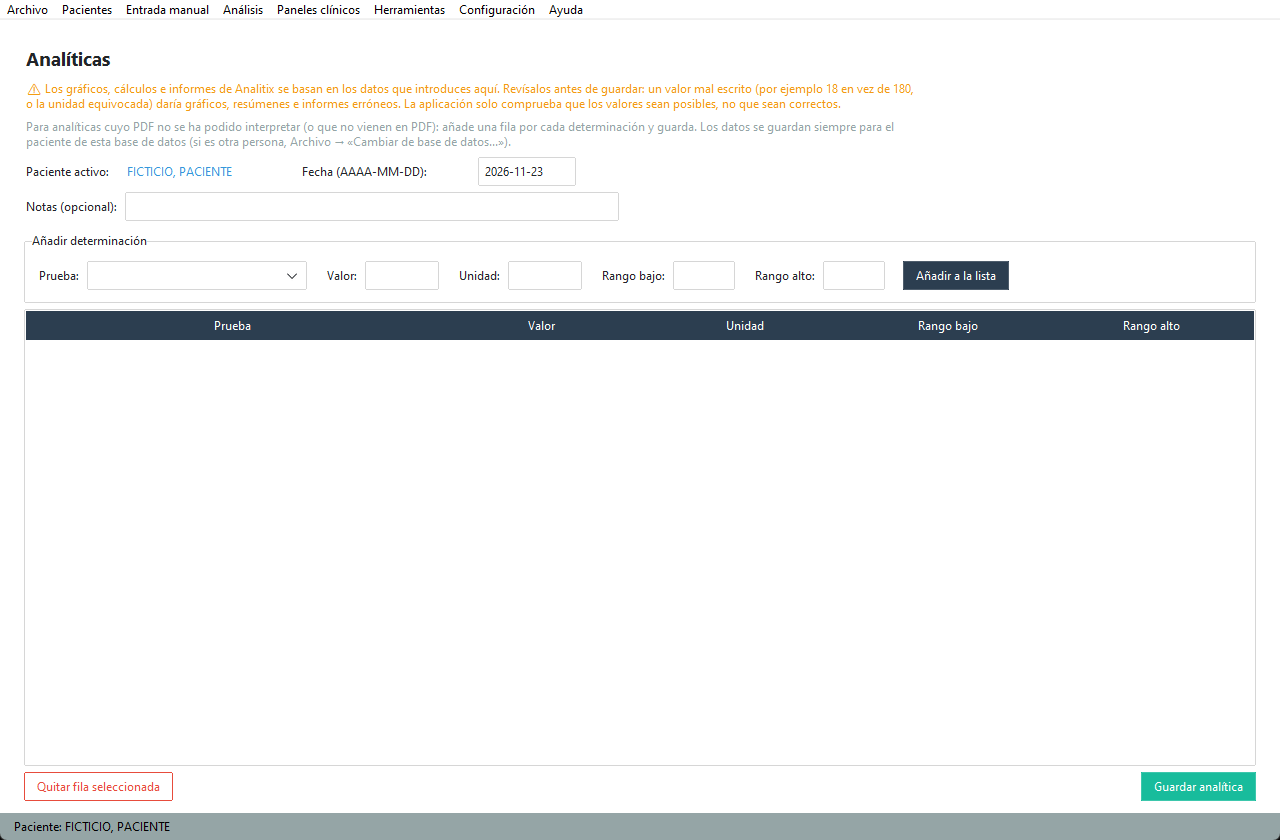 Archivo Pacientes Entrada manual Análisis Paneles clínicos Herramientas Configuración Ayuda
Analíticas
⚠ Los gráficos, cálculos e informes de Analitix se basan en los datos que introduces aquí. Revísalos antes de guardar: un valor mal escrito (por ejemplo 18 en vez de 180,
o la unidad equivocada) daría gráficos, resúmenes e informes erróneos. La aplicación solo comprueba que los valores sean posibles, no que sean correctos.
Para analíticas cuyo PDF no se ha podido interpretar (o que no vienen en PDF): añade una fila por cada determinación y guarda. Los datos se guardan siempre para el
paciente de esta base de datos (si es otra persona, Archivo → «Cambiar de base de datos...»).
Paciente activo: FICTICIO, PACIENTE Fecha (AAAA-MM-DD): 2026-11-23
Notas (opcional):
Añadir determinación
Prueba: Valor: Unidad: Rango bajo: Rango alto: Añadir a la lista
Prueba Valor Unidad Rango bajo Rango alto
Quitar fila seleccionada Guardar analítica
Paciente: FICTICIO, PACIENTE